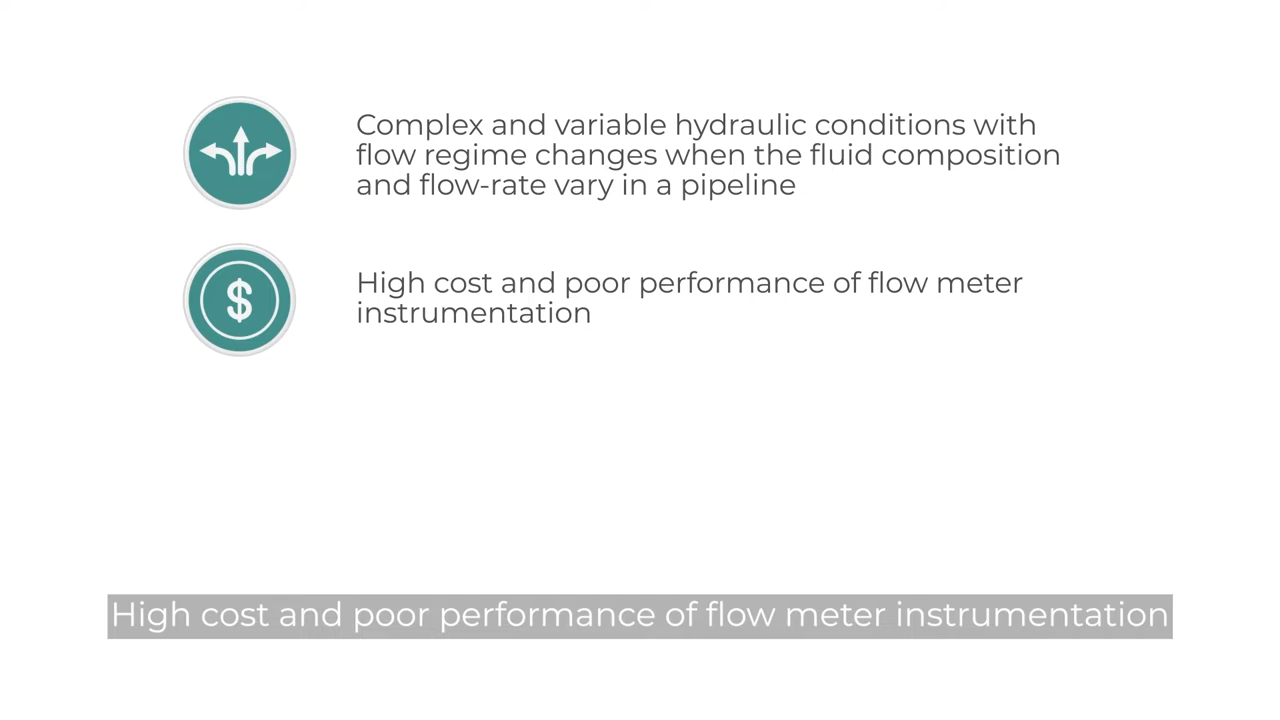 Complex and variable hydraulic conditions with
flow regime changes when the fluid composition
and flow-rate vary in a pipeline
$
High cost and poor performance of flow meter
instrumentation
High cost and poor performance of flow meter instrumentation